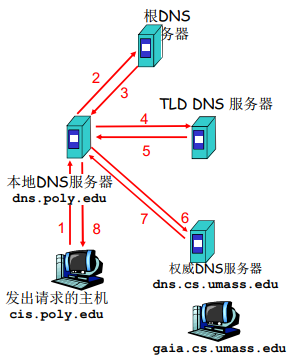 根DNS
务器
2
3
TLD DNS 服务器
4
5
本地DNS服务器
dns.poly.edu
6
7
1
8
权威DNS服务器
dns.cs.umass.edu
发出请求的主机
cis.poly.edu
gaia.cs.umass.edu